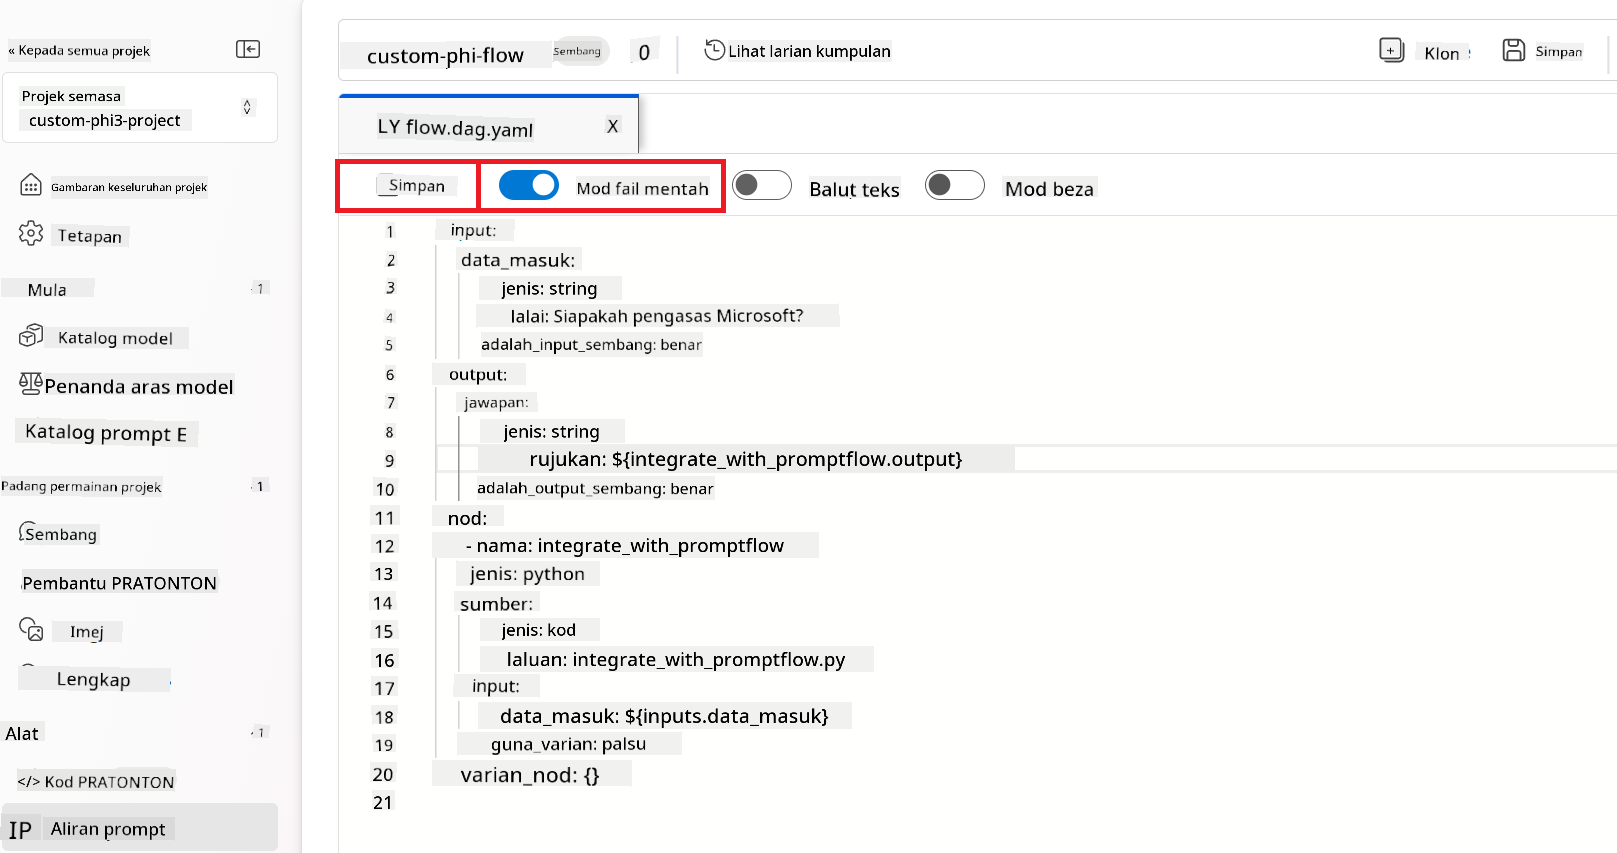 « Kepada semua projek
Projek semasa
custom-phi3-project
Gambaran keseluruhan projek
Tetapan
Mula
1
Katalog model
Penanda aras model
Katalog prompt E
Padang permainan projek
1
Sembang
Pembantu PRATONTON
Imej
Lengkap
Alat
1
</> Kod PRATONTON
IP Aliran prompt
custom-phi-flow Sembang 0 Lihat larian kumpulan Klon Simpan
LY flow.dag.yaml X
Simpan Mod fail mentah Balut teks Mod beza
1 input:
2 data_masuk:
3 jenis: string
4 lalai: Siapakah pengasas Microsoft?
5 adalah_input_sembang: benar
6 output:
7 jawapan:
8 jenis: string
9 rujukan: ${integrate_with_promptflow.output}
10 adalah_output_sembang: benar
11 nod:
12 - nama: integrate_with_promptflow
13 jenis: python
14 sumber:
15 jenis: kod
16 laluan: integrate_with_promptflow.py
17 input:
18 data_masuk: ${inputs.data_masuk}
19 guna_varian: palsu
20 varian_nod: {}
21